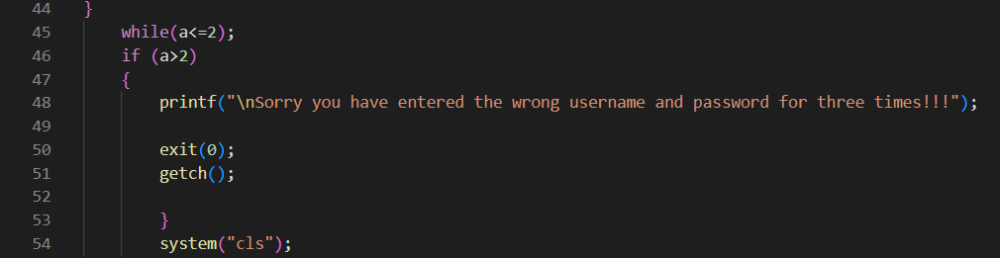 44 }
45 while(a<=2);
46 if (a>2)
47 {
48 printf("\nSorry you have entered the wrong username and password for three times!!!");
49
50 exit(0);
51 getch();
52
53 }
54 system("cls");